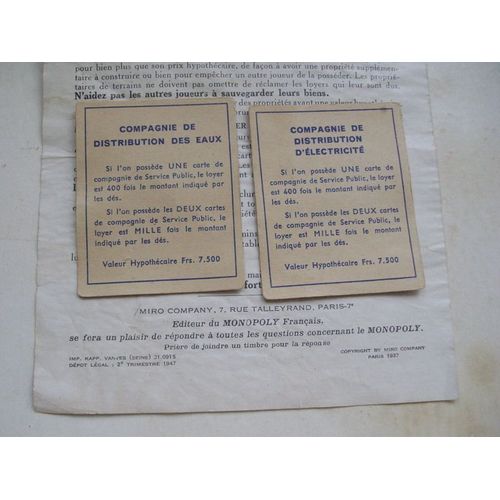 pour bien plus que son prix hypothécaire, de façon à avoir une propriété supplémen-
taire à construire ou bien pour empêcher un autre joueur de la posséder. Les proprié-
taires de terrains ne doivent pas omettre de réclamer les loyers qui leur sont dus.
N'aidez pas les autres joueurs à sauvegarder leurs biens.
des propriétés ayant une valeur
COMPAGNIE DE
DISTRIBUTION DES EAUX
Si l'on possède UNE carte de
compagnie de Service Public, le loyer
est 400 fois le montant indiqué par
les dés.
Si l'on possède les DEUX cartes
de compagnie de Service Public, le
loyer est MILLE fois le montant
indiqué par les dés.
Valeur Hypothécaire Frs. 7.500
COMPAGNIE DE
DISTRIBUTION
D'ÉLECTRICITÉ
Si l'on possède UNE carte de
compagnie de Service Public, le loyer
est 400 fois le montant indiqué par
les dés.
Si l'on possède les DEUX cartes
de compagnie de Service Public, le
loyer est MILLE fois le montant
indiqué par les dés.
Valeur Hypothécaire Frs. 7.500
MIRO COMPANY, 7, RUE TALLEYRAND, PARIS-7e
Editeur du MONOPOLY Français,
se fera un plaisir de répondre à toutes les questions concernant le MONOPOLY.
Prière de joindre un timbre pour la réponse
IMP. KAPP. VANVES (SEINE) 21.0915
DÉPOT LÉGAL : 2e TRIMESTRE 1947
COPYRIGHT BY MIRO COMPANY
PARIS 1937